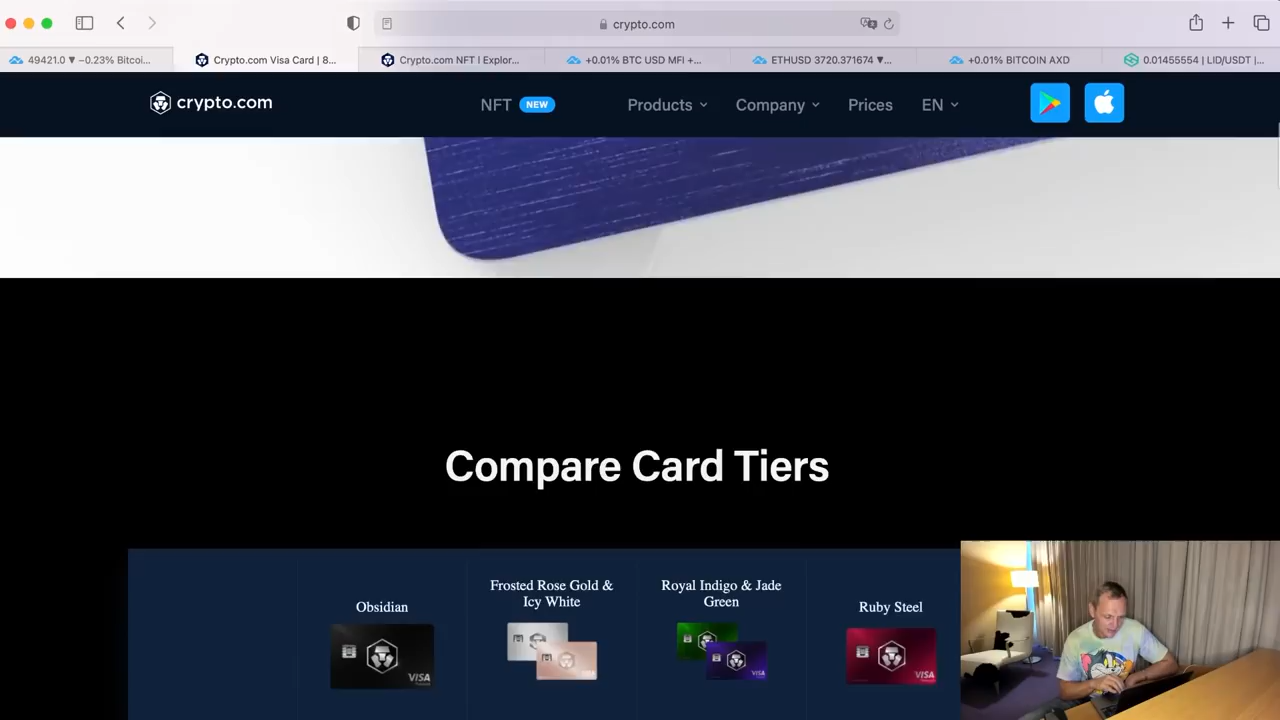 crypto.com
49421.0 ▼ −0.23% Bitcoi...
Crypto.com Visa Card | 8...
Crypto.com NFT | Explor...
+0.01% BTC USD MFI +...
ETHUSD 3720.371674 ▼...
+0.01% BITCOIN AXD
0.01455554 | LID/USDT |...
crypto.com
NFT NEW
Products
Company
Prices
EN
Compare Card Tiers
Obsidian
Frosted Rose Gold &
Icy White
Royal Indigo & Jade
Green
Ruby Steel
VISA
VISA
VISA
VISA